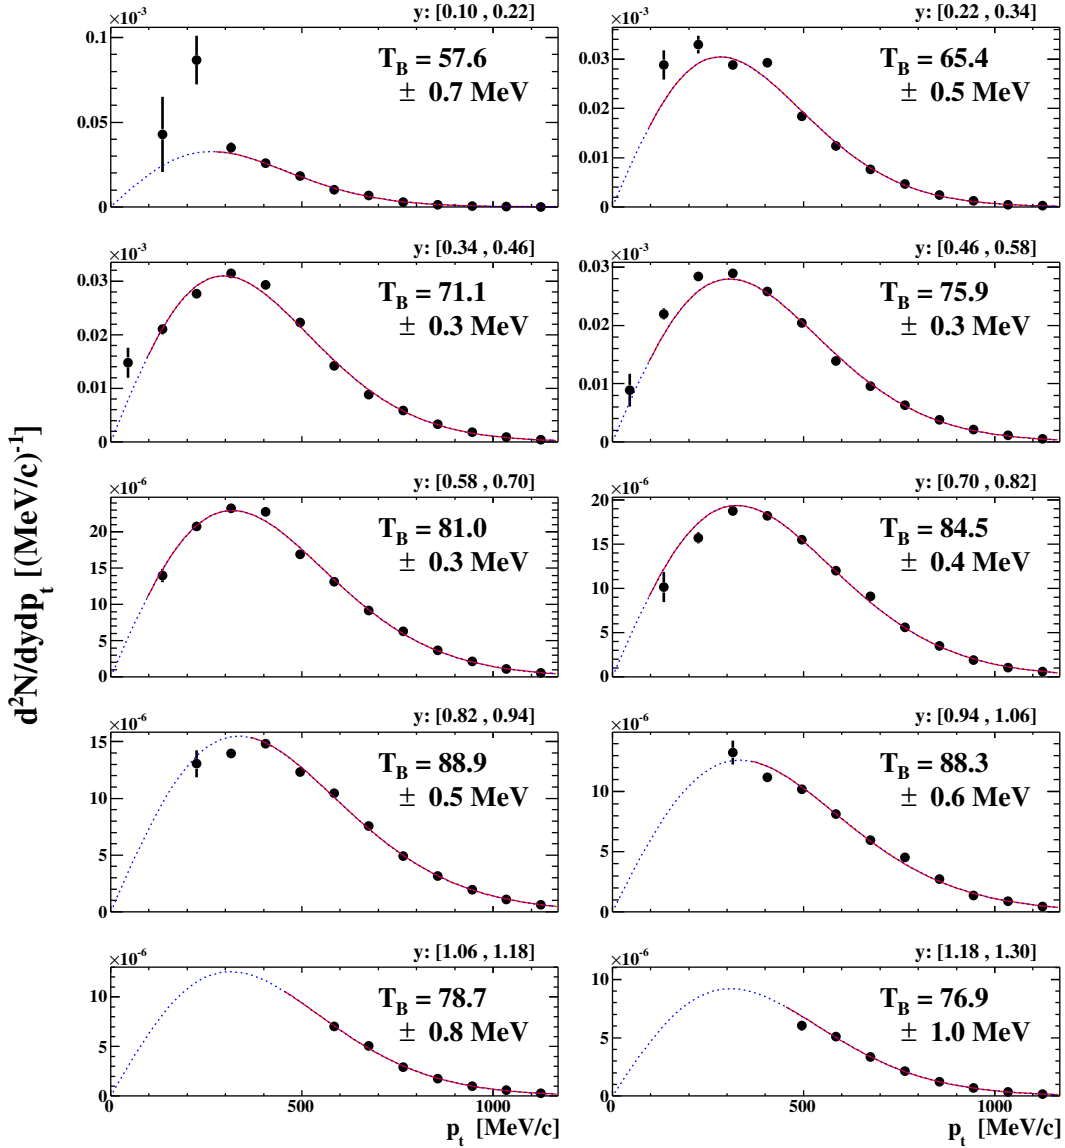 d²N/dydp_t [(MeV/c)⁻¹]
×10⁻³
y: [0.10 , 0.22]
0.1
0.05
0
T_B = 57.6
± 0.7 MeV
×10⁻³
y: [0.22 , 0.34]
0.03
0.02
0.01
0
T_B = 65.4
± 0.5 MeV
×10⁻³
y: [0.34 , 0.46]
0.03
0.02
0.01
0
T_B = 71.1
± 0.3 MeV
×10⁻³
y: [0.46 , 0.58]
0.03
0.02
0.01
0
T_B = 75.9
± 0.3 MeV
×10⁻⁶
y: [0.58 , 0.70]
20
15
10
5
0
T_B = 81.0
± 0.3 MeV
×10⁻⁶
y: [0.70 , 0.82]
20
15
10
5
0
T_B = 84.5
± 0.4 MeV
×10⁻⁶
y: [0.82 , 0.94]
15
10
5
0
T_B = 88.9
± 0.5 MeV
×10⁻⁶
y: [0.94 , 1.06]
10
5
0
T_B = 88.3
± 0.6 MeV
×10⁻⁶
y: [1.06 , 1.18]
10
5
0
T_B = 78.7
± 0.8 MeV
0 500 1000
p_t [MeV/c]
×10⁻⁶
y: [1.18 , 1.30]
10
5
0
T_B = 76.9
± 1.0 MeV
0 500 1000
p_t [MeV/c]